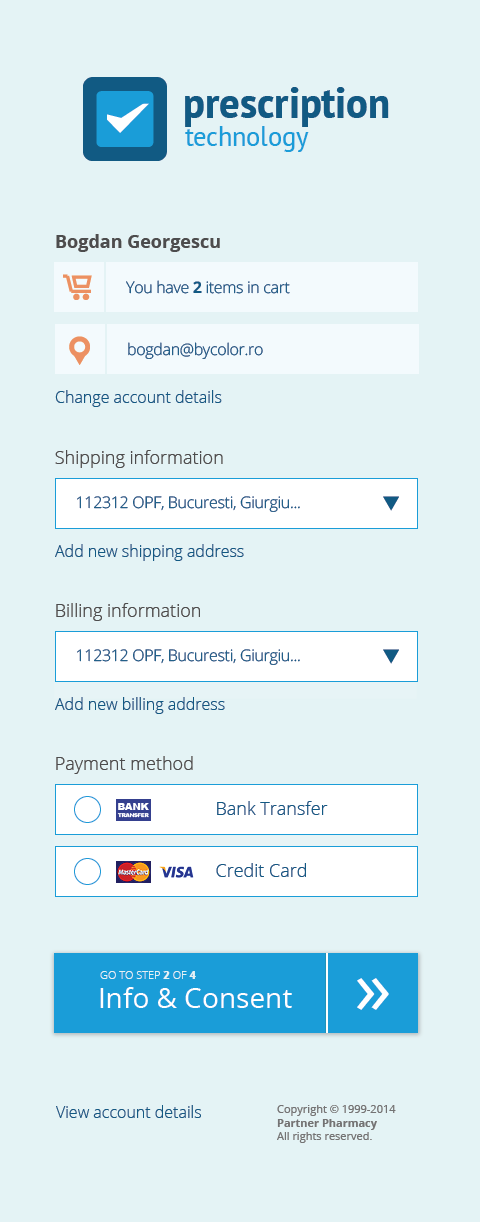 prescription
technology
Bogdan Georgescu
You have 2 items in cart
bogdan@bycolor.ro
Change account details
Shipping information
112312 OPF, Bucuresti, Giurgiu...
Add new shipping address
Billing information
112312 OPF, Bucuresti, Giurgiu...
Add new billing address
Payment method
BANK
TRANSFER
Bank Transfer
MasterCard
VISA
Credit Card
GO TO STEP 2 OF 4
Info & Consent
View account details
Copyright © 1999-2014
Partner Pharmacy
All rights reserved.